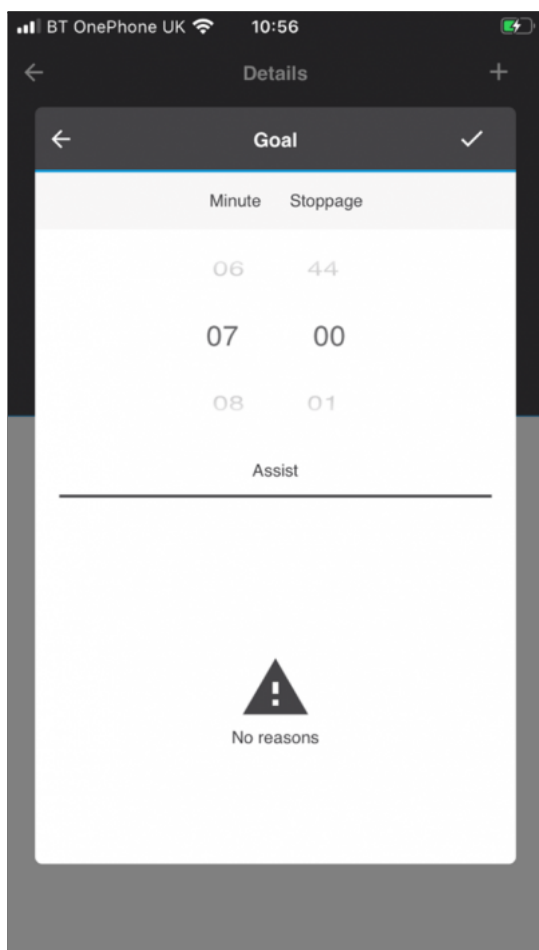 BT OnePhone UK 10:56
Details +
Goal
Minute Stoppage
06 44
07 00
08 01
Assist
No reasons